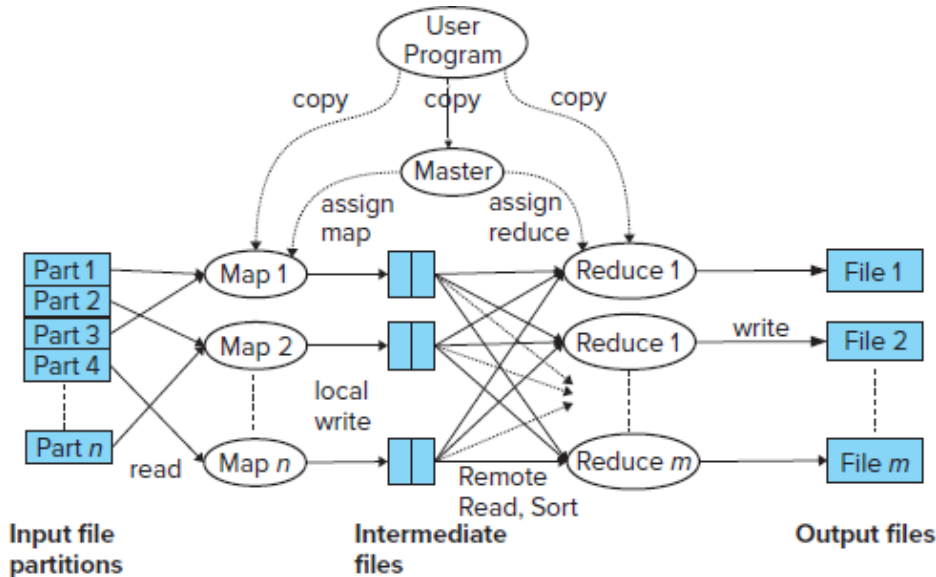 User
Program
copy
copy
copy
Master
assign
map
assign
reduce
Part 1
Part 2
Part 3
Part 4
Part n
Map 1
Map 2
Map n
read
local
write
Reduce 1
Reduce 1
Reduce m
Remote
Read, Sort
write
File 1
File 2
File m
Input file
partitions
Intermediate
files
Output files